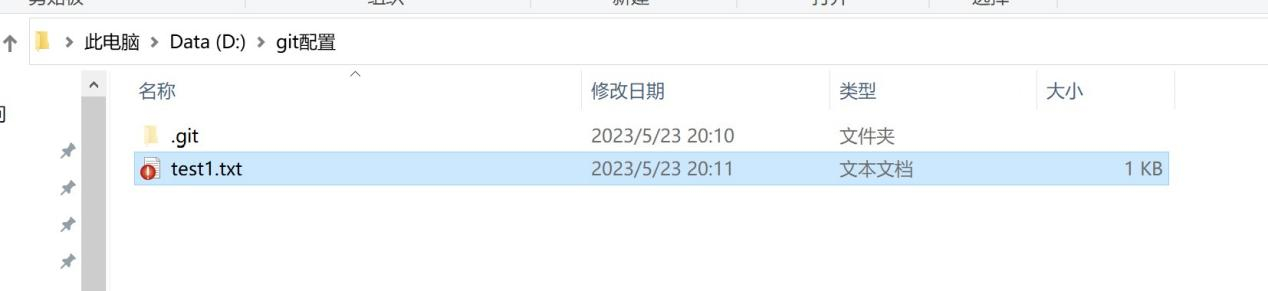 此电脑 > Data (D:) > git配置
名称 修改日期 类型 大小
.git 2023/5/23 20:10 文件夹
test1.txt 2023/5/23 20:11 文本文档 1 KB